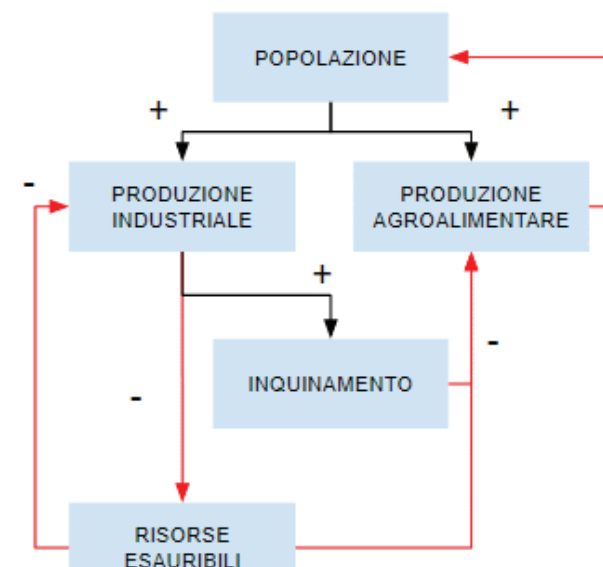 POPOLAZIONE
+
+
-
PRODUZIONE
INDUSTRIALE
PRODUZIONE
AGROALIMENTARE
+
-
INQUINAMENTO
-
RISORSE
ESAURIBILI